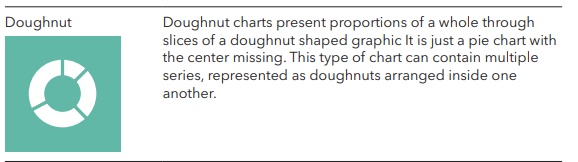 Doughnut
Doughnut charts present proportions of a whole through
slices of a doughnut shaped graphic It is just a pie chart with
the center missing. This type of chart can contain multiple
series, represented as doughnuts arranged inside one
another.